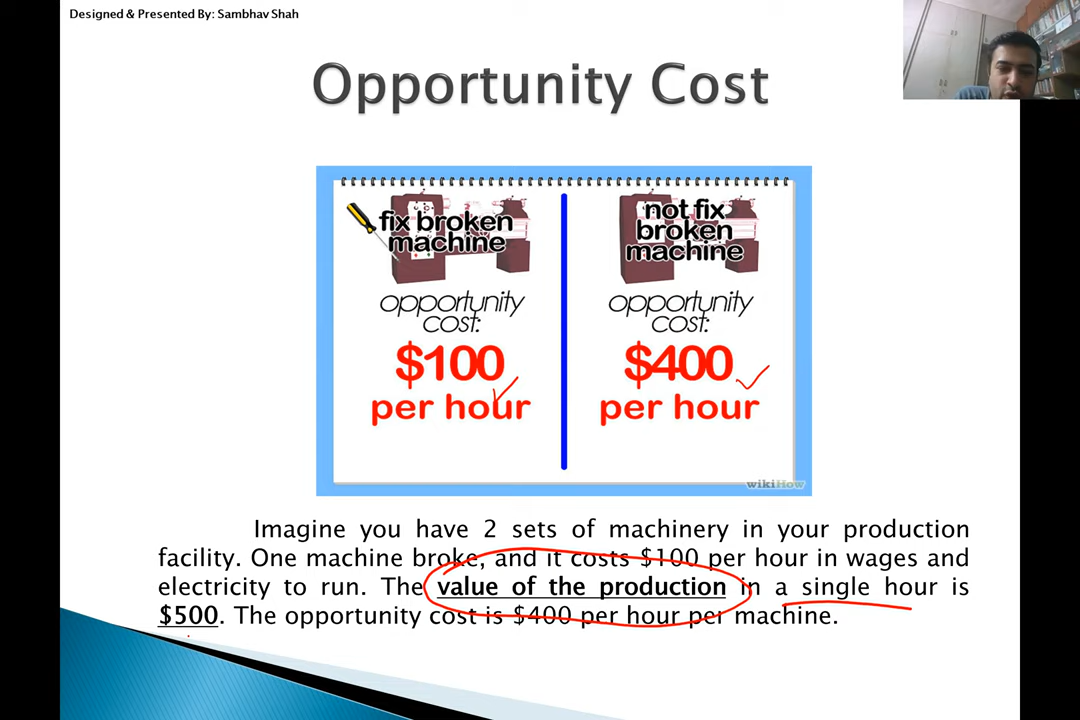 Designed & Presented By: Sambhav Shah
Opportunity Cost
fix broken
machine
opportunity
cost:
$100
per hour
not fix
broken
machine
opportunity
cost:
$400
per hour
wikiHow
Imagine you have 2 sets of machinery in your production
facility. One machine broke, and it costs $100 per hour in wages and
electricity to run. The value of the production in a single hour is
$500. The opportunity cost is $400 per hour per machine.